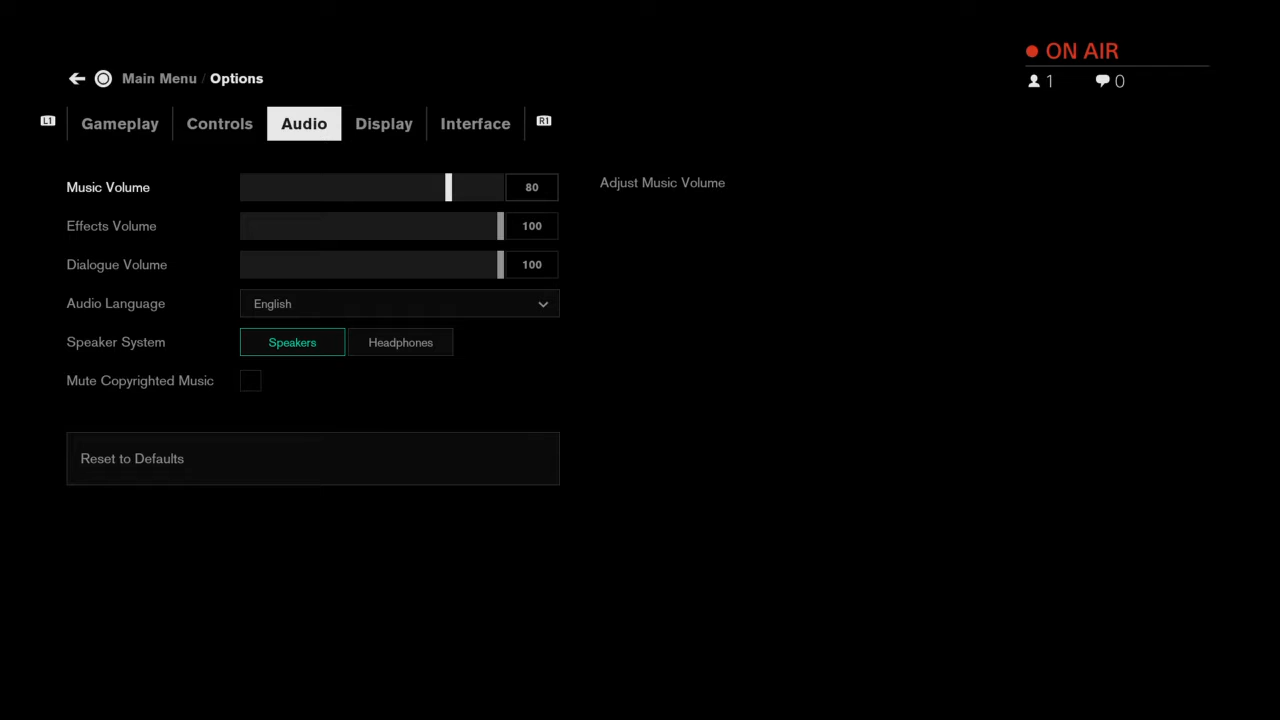 ON AIR
1 0
Main Menu / Options
L1 Gameplay Controls Audio Display Interface R1
Music Volume 80 Adjust Music Volume
Effects Volume 100
Dialogue Volume 100
Audio Language English
Speaker System Speakers Headphones
Mute Copyrighted Music
Reset to Defaults